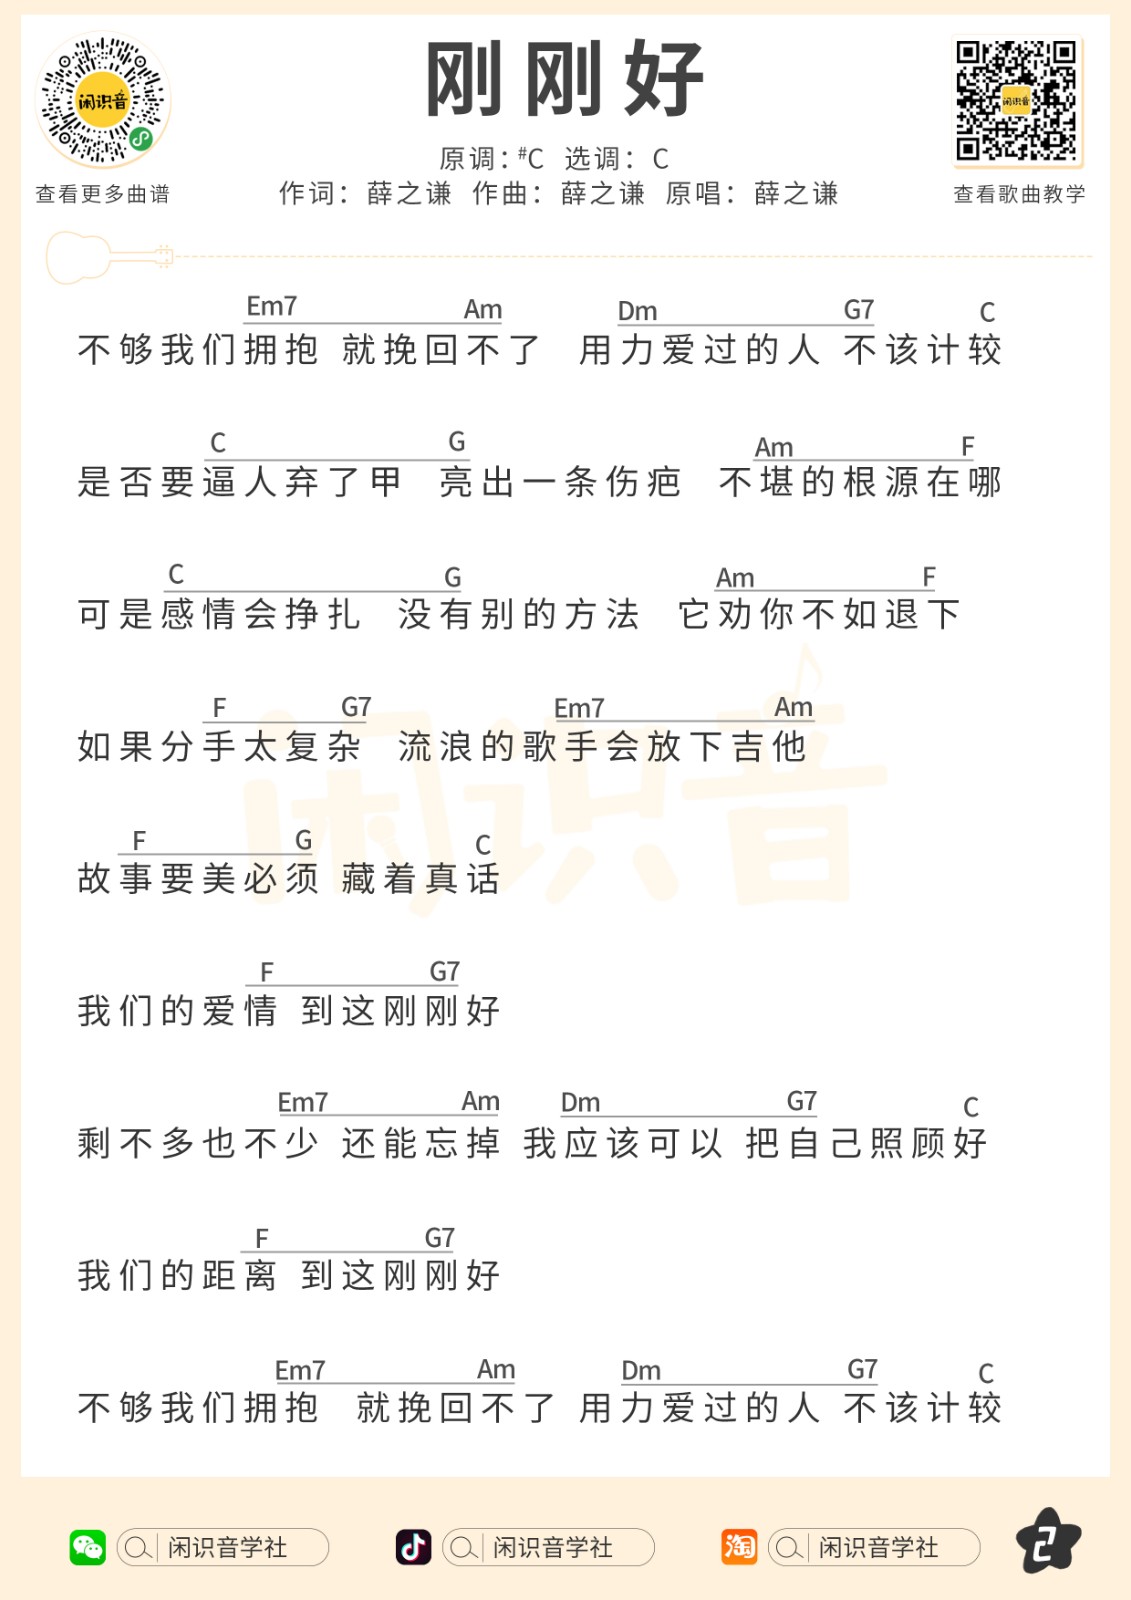 刚刚好
原调：#C 选调：C
作词：薛之谦 作曲：薛之谦 原唱：薛之谦
闲识音
查看更多曲谱
闲识音
查看歌曲教学
Em7 Am Dm G7 C
不够我们拥抱 就挽回不了 用力爱过的人 不该计较
C G Am F
是否要逼人弃了甲 亮出一条伤疤 不堪的根源在哪
C G Am F
可是感情会挣扎 没有别的方法 它劝你不如退下
F G7 Em7 Am
如果分手太复杂 流浪的歌手会放下吉他
F G C
故事要美必须 藏着真话
F G7
我们的爱情 到这刚刚好
Em7 Am Dm G7 C
剩不多也不少 还能忘掉 我应该可以 把自己照顾好
F G7
我们的距离 到这刚刚好
Em7 Am Dm G7 C
不够我们拥抱 就挽回不了 用力爱过的人 不该计较
闲识音
闲识音学社 闲识音学社 淘 闲识音学社 2